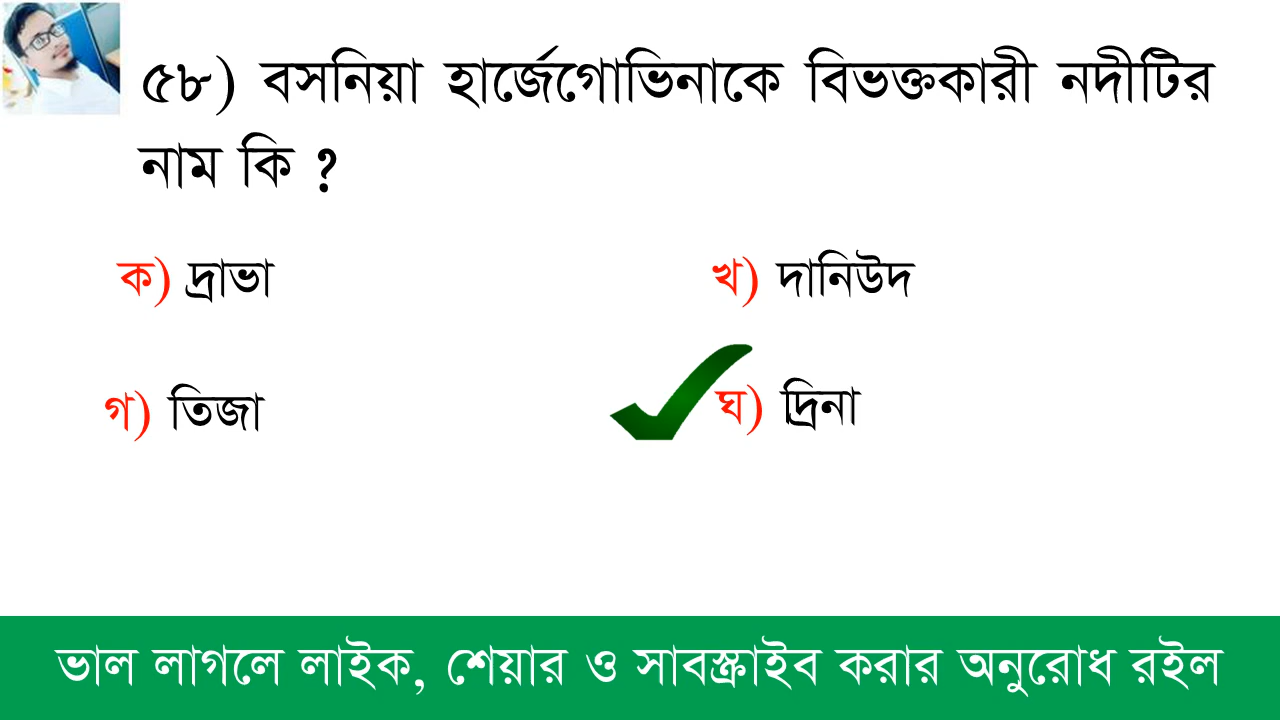 ৫৮) বসনিয়া হার্জেগোভিনাকে বিভক্তকারী নদীটির
নাম কি ?
ক) দ্রাভা
খ) দানিউদ
গ) তিজা
ঘ) দ্রিনা
ভাল লাগলে লাইক, শেয়ার ও সাবস্ক্রাইব করার অনুরোধ রইল